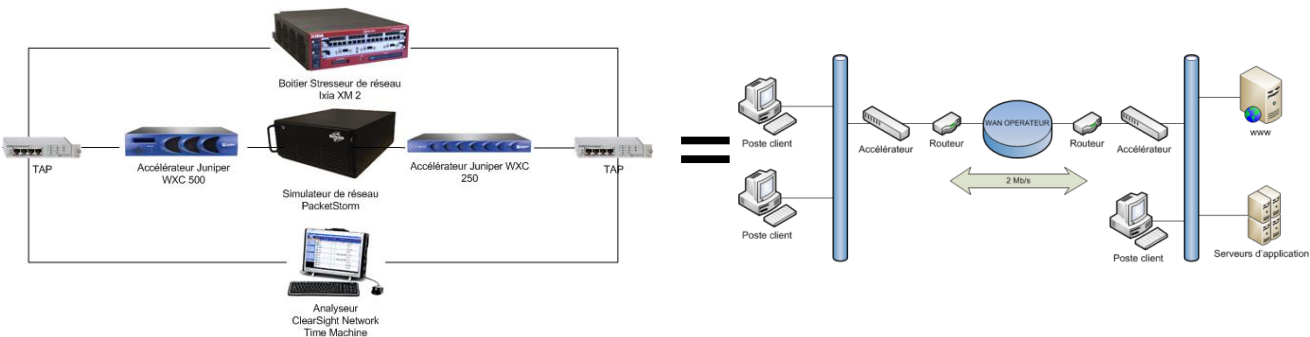 Boitier Stresseur de réseau
Ixia XM 2
TAP
Accélérateur Juniper
WXC 500
Simulateur de réseau
PacketStorm
Accélérateur Juniper WXC
250
TAP
Analyseur
ClearSight Network
Time Machine
Poste client
Poste client
Accélérateur
Routeur
WAN OPERATEUR
2 Mb/s
Routeur
Accélérateur
Poste client
www
Serveurs d'application